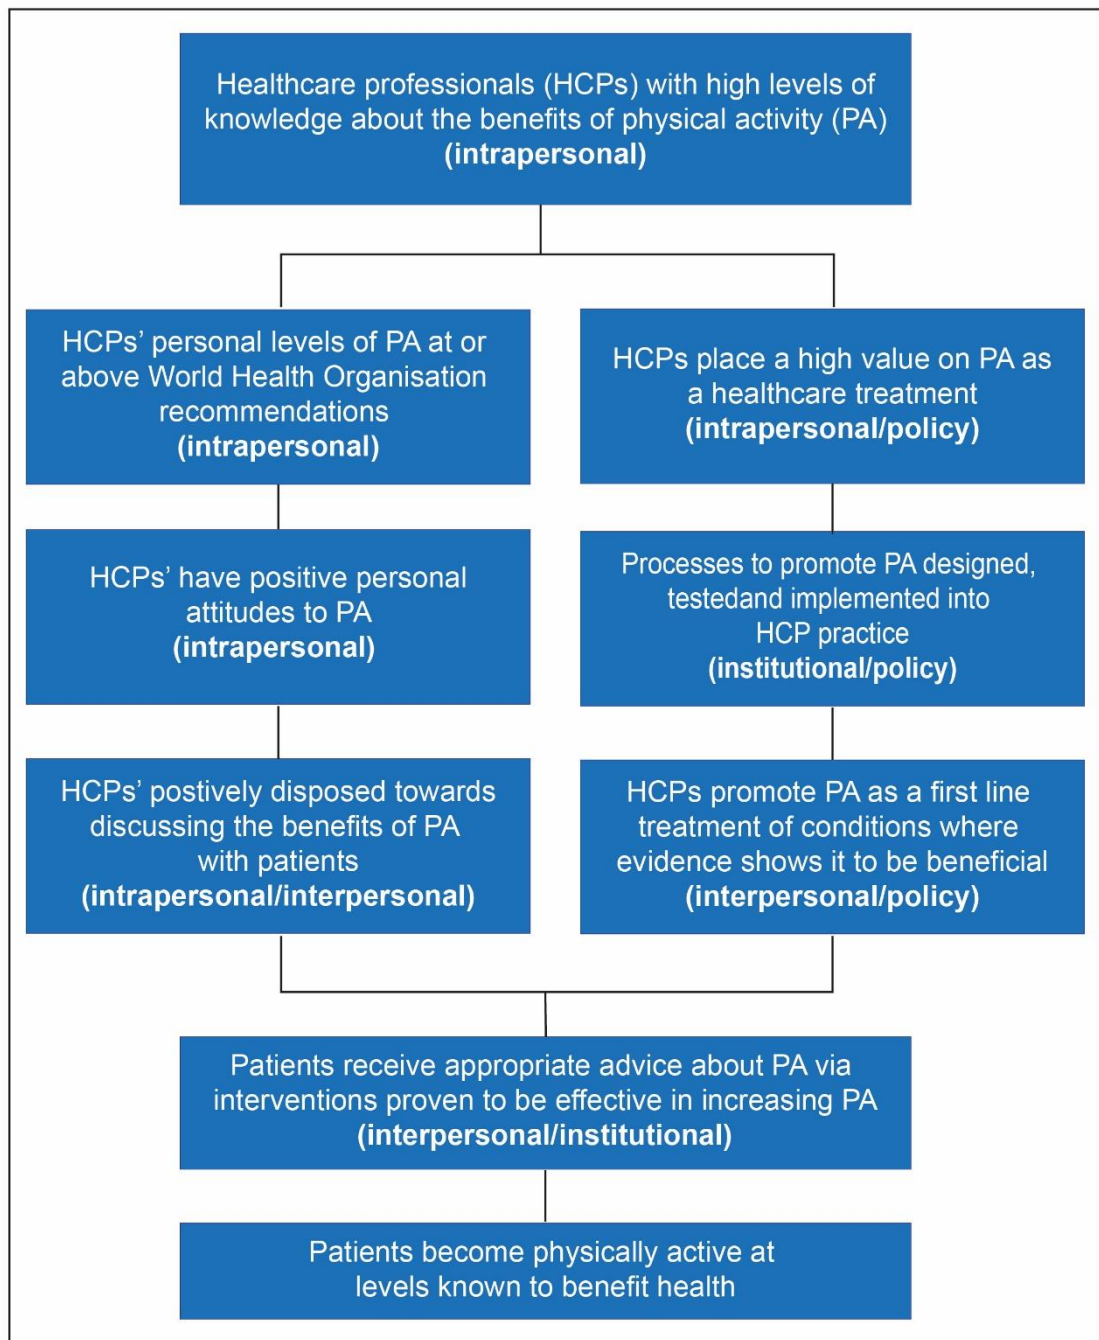 Healthcare professionals (HCPs) with high levels of
knowledge about the benefits of physical activity (PA)
(intrapersonal)
HCPs’ personal levels of PA at or
above World Health Organisation
recommendations
(intrapersonal)
HCPs place a high value on PA as
a healthcare treatment
(intrapersonal/policy)
HCPs’ have positive personal
attitudes to PA
(intrapersonal)
Processes to promote PA designed,
testedand implemented into
HCP practice
(institutional/policy)
HCPs’ postively disposed towards
discussing the benefits of PA
with patients
(intrapersonal/interpersonal)
HCPs promote PA as a first line
treatment of conditions where
evidence shows it to be beneficial
(interpersonal/policy)
Patients receive appropriate advice about PA via
interventions proven to be effective in increasing PA
(interpersonal/institutional)
Patients become physically active at
levels known to benefit health